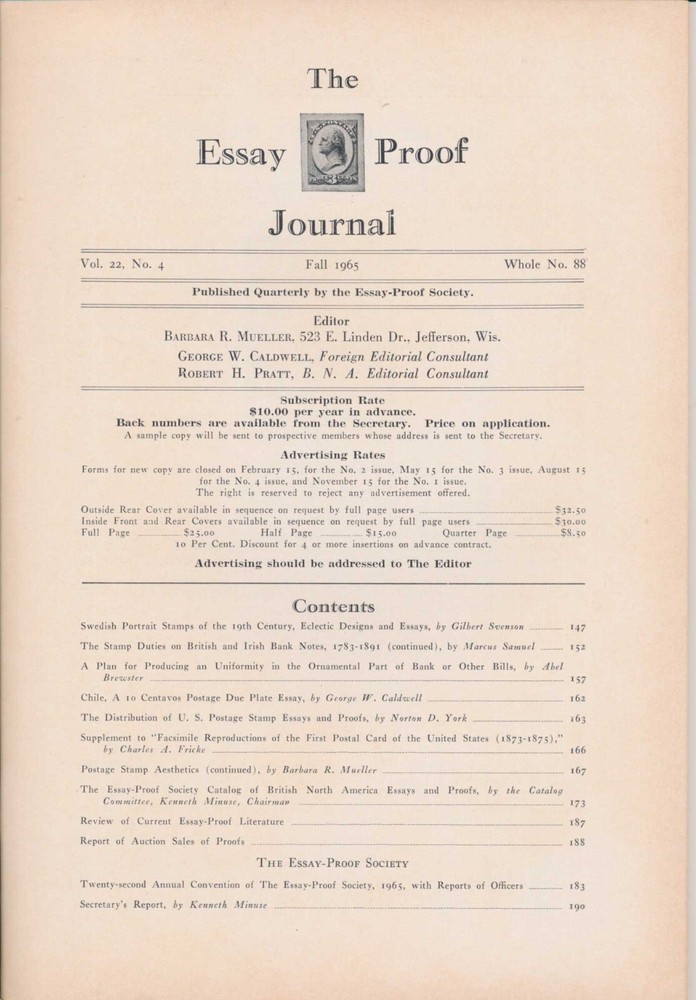 The
Essay Proof
Journal
Vol. 22, No. 4 Fall 1965 Whole No. 88
Published Quarterly by the Essay-Proof Society.
Editor
BARBARA R. MUELLER, 523 E. Linden Dr., Jefferson, Wis.
GEORGE W. CALDWELL, Foreign Editorial Consultant
ROBERT H. PRATT, B. N. A. Editorial Consultant
Subscription Rate
$10.00 per year in advance.
Back numbers are available from the Secretary. Price on application.
A sample copy will be sent to prospective members whose address is sent to the Secretary.
Advertising Rates
Forms for new copy are closed on February 15, for the No. 2 issue, May 15 for the No. 3 issue, August 15
for the No. 4 issue, and November 15 for the No. 1 issue.
The right is reserved to reject any advertisement offered.
Outside Rear Cover available in sequence on request by full page users $32.50
Inside Front and Rear Covers available in sequence on request by full page users $30.00
Full Page $25.00 Half Page $15.00 Quarter Page $8.50
10 Per Cent. Discount for 4 or more insertions on advance contract.
Advertising should be addressed to The Editor
Contents
Swedish Portrait Stamps of the 19th Century, Eclectic Designs and Essays, by Gilbert Svenson 147
The Stamp Duties on British and Irish Bank Notes, 1783-1891 (continued), by Marcus Samuel 152
A Plan for Producing an Uniformity in the Ornamental Part of Bank or Other Bills, by Abel
Brewster 157
Chile, A 10 Centavos Postage Due Plate Essay, by George W. Caldwell 162
The Distribution of U. S. Postage Stamp Essays and Proofs, by Norton D. York 163
Supplement to "Facsimile Reproductions of the First Postal Card of the United States (1873-1875),"
by Charles A. Fricke 166
Postage Stamp Aesthetics (continued), by Barbara R. Mueller 167
The Essay-Proof Society Catalog of British North America Essays and Proofs, by the Catalog
Committee, Kenneth Minuse, Chairman 173
Review of Current Essay-Proof Literature 187
Report of Auction Sales of Proofs 188
THE ESSAY-PROOF SOCIETY
Twenty-second Annual Convention of The Essay-Proof Society, 1965, with Reports of Officers 183
Secretary's Report, by Kenneth Minuse 190